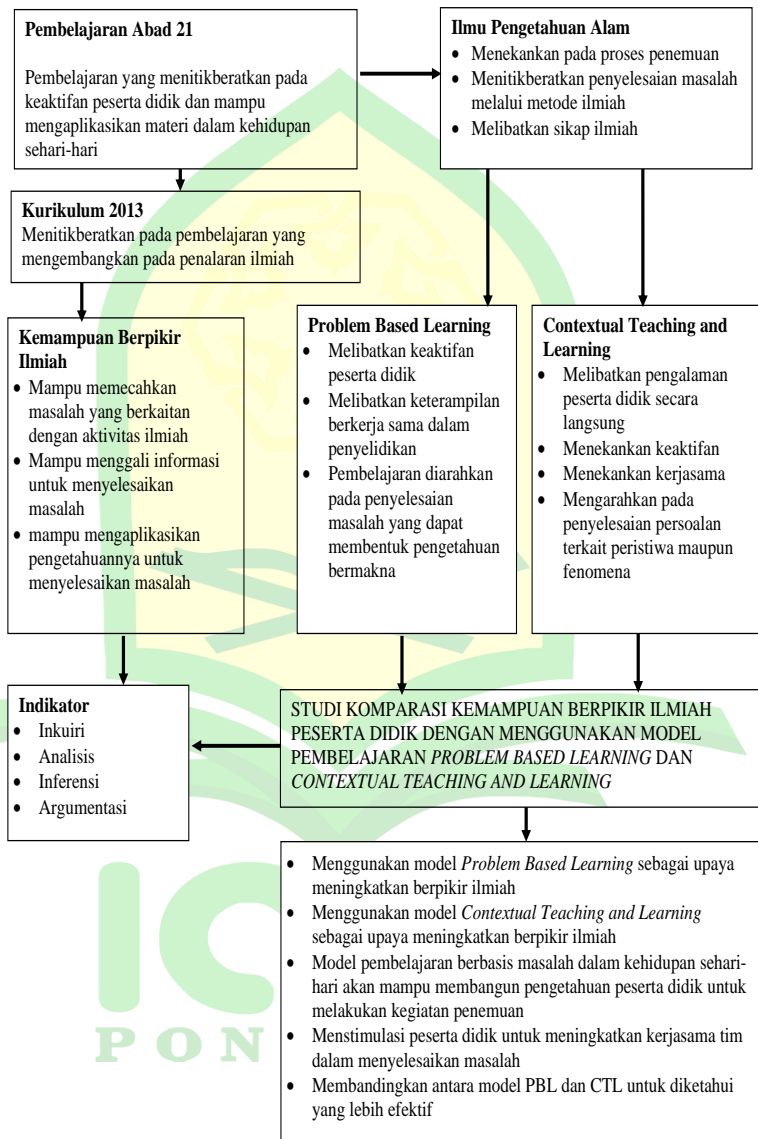 Pembelajaran Abad 21
Pembelajaran yang menitikberatkan pada
keaktifan peserta didik dan mampu
mengaplikasikan materi dalam kehidupan
sehari-hari
Ilmu Pengetahuan Alam
• Menekankan pada proses penemuan
• Menitikberatkan penyelesaian masalah
melalui metode ilmiah
• Melibatkan sikap ilmiah
Kurikulum 2013
Menitikberatkan pada pembelajaran yang
mengembangkan pada penalaran ilmiah
Kemampuan Berpikir
Ilmiah
• Mampu memecahkan
masalah yang berkaitan
dengan aktivitas ilmiah
• Mampu menggali informasi
untuk menyelesaikan
masalah
• mampu mengaplikasikan
pengetahuannya untuk
menyelesaikan masalah
Problem Based Learning
• Melibatkan keaktifan
peserta didik
• Melibatkan keterampilan
berkerja sama dalam
penyelidikan
• Pembelajaran diarahkan
pada penyelesaian
masalah yang dapat
membentuk pengetahuan
bermakna
Contextual Teaching and
Learning
• Melibatkan pengalaman
peserta didik secara
langsung
• Menekankan keaktifan
• Menekankan kerjasama
• Mengarahkan pada
penyelesaian persoalan
terkait peristiwa maupun
fenomena
Indikator
• Inkuiri
• Analisis
• Inferensi
• Argumentasi
STUDI KOMPARASI KEMAMPUAN BERPIKIR ILMIAH
PESERTA DIDIK DENGAN MENGGUNAKAN MODEL
PEMBELAJARAN PROBLEM BASED LEARNING DAN
CONTEXTUAL TEACHING AND LEARNING
• Menggunakan model Problem Based Learning sebagai upaya
meningkatkan berpikir ilmiah
• Menggunakan model Contextual Teaching and Learning
sebagai upaya meningkatkan berpikir ilmiah
• Model pembelajaran berbasis masalah dalam kehidupan sehari-
hari akan mampu membangun pengetahuan peserta didik untuk
melakukan kegiatan penemuan
• Menstimulasi peserta didik untuk meningkatkan kerjasama tim
dalam menyelesaikan masalah
• Membandingkan antara model PBL dan CTL untuk diketahui
yang lebih efektif
PON